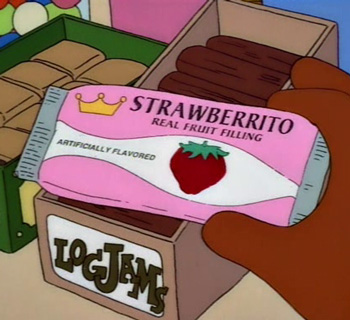 STRAWBERRITO
REAL FRUIT FILLING
ARTIFICIALLY FLAVORED
LOGJAMS